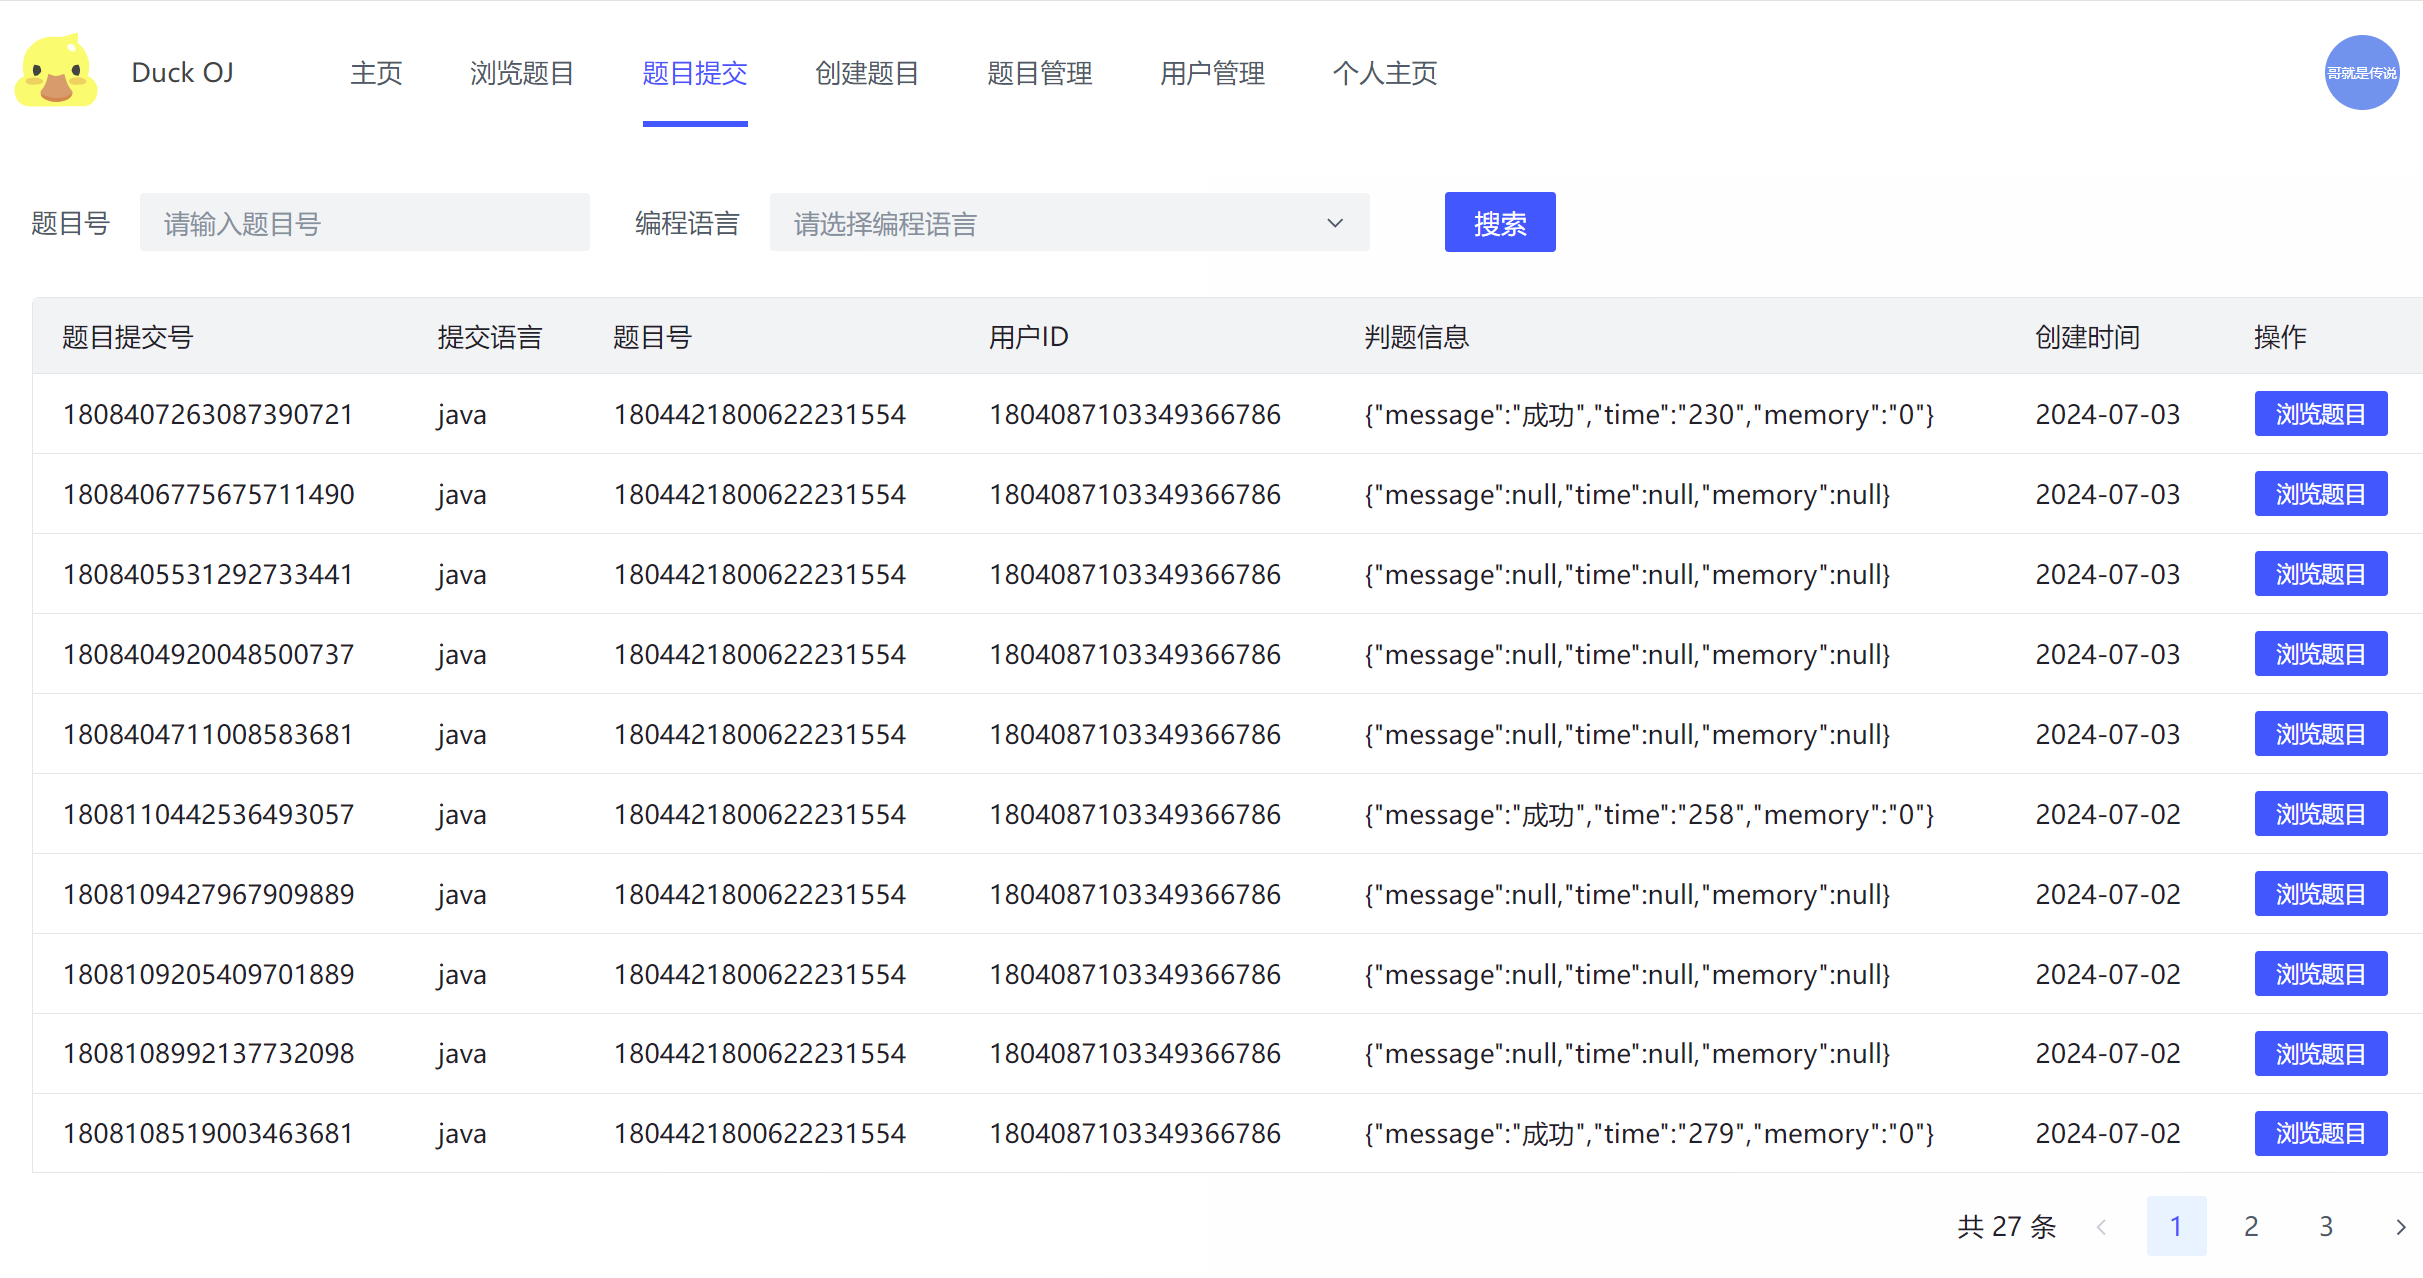 Duck OJ 主页 浏览题目 题目提交 创建题目 题目管理 用户管理 个人主页 哥就是传说
题目号 请输入题目号 编程语言 请选择编程语言 搜索
题目提交号 提交语言 题目号 用户ID 判题信息 创建时间 操作
1808407263087390721 java 1804421800622231554 1804087103349366786 {"message":"成功","time":"230","memory":"0"} 2024-07-03 浏览题目
1808406775675711490 java 1804421800622231554 1804087103349366786 {"message":null,"time":null,"memory":null} 2024-07-03 浏览题目
1808405531292733441 java 1804421800622231554 1804087103349366786 {"message":null,"time":null,"memory":null} 2024-07-03 浏览题目
1808404920048500737 java 1804421800622231554 1804087103349366786 {"message":null,"time":null,"memory":null} 2024-07-03 浏览题目
1808404711008583681 java 1804421800622231554 1804087103349366786 {"message":null,"time":null,"memory":null} 2024-07-03 浏览题目
1808110442536493057 java 1804421800622231554 1804087103349366786 {"message":"成功","time":"258","memory":"0"} 2024-07-02 浏览题目
1808109427967909889 java 1804421800622231554 1804087103349366786 {"message":null,"time":null,"memory":null} 2024-07-02 浏览题目
1808109205409701889 java 1804421800622231554 1804087103349366786 {"message":null,"time":null,"memory":null} 2024-07-02 浏览题目
1808108992137732098 java 1804421800622231554 1804087103349366786 {"message":null,"time":null,"memory":null} 2024-07-02 浏览题目
1808108519003463681 java 1804421800622231554 1804087103349366786 {"message":"成功","time":"279","memory":"0"} 2024-07-02 浏览题目
共 27 条 1 2 3